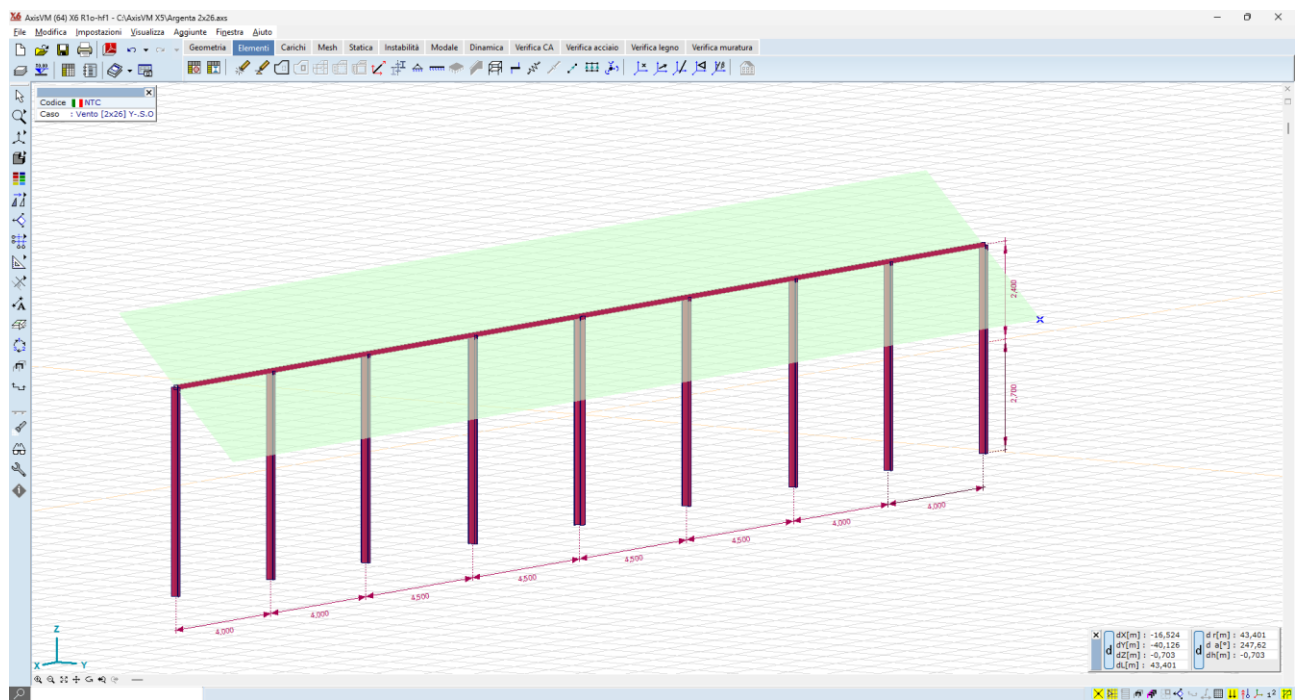 AxisVM (64) X6 R1o-hf1 - C:\AxisVM X5\Argenta 2x26.axs
File Modifica Impostazioni Visualizza Aggiunte Finestra Aiuto
Geometria Elementi Carichi Mesh Statica Instabilità Modale Dinamica Verifica CA Verifica acciaio Verifica legno Verifica muratura
Codice NTC
Caso : Vento [2x26] Y-.S.O
2,400
2,700
4,000
4,000
4,500
4,500
4,500
4,500
4,000
4,000
Z
X
Y
d
dX[m] : -16,524
dY[m] : -40,126
dZ[m] : -0,703
dL[m] : 43,401
d
d r[m] : 43,401
d a[°] : 247,62
dh[m] : -0,703